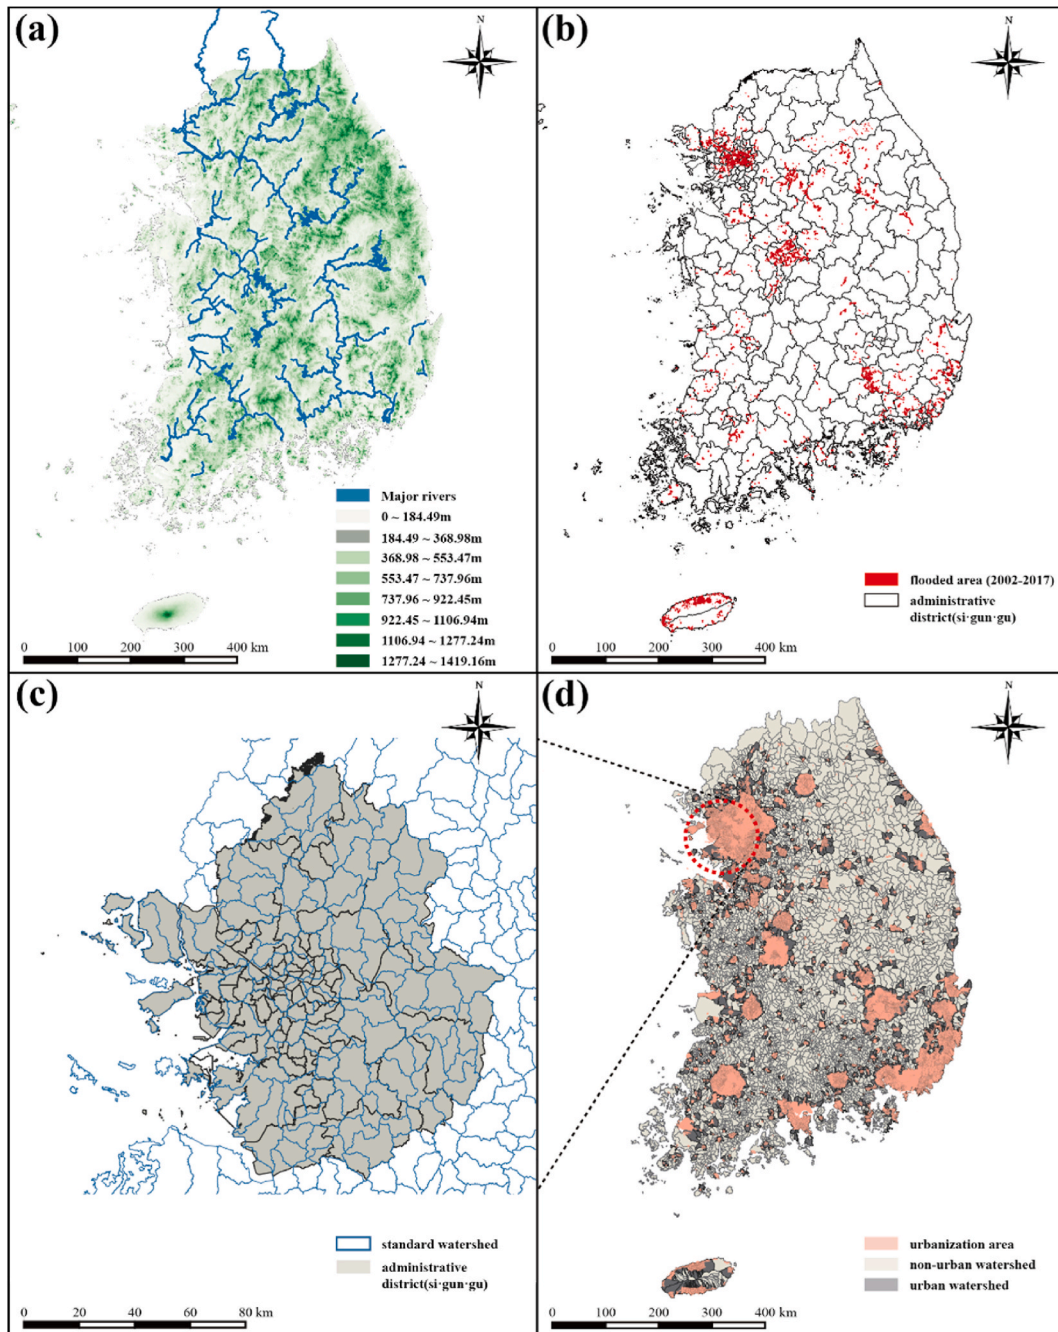 (a)
N
Major rivers
0 ~ 184.49m
184.49 ~ 368.98m
368.98 ~ 553.47m
553.47 ~ 737.96m
737.96 ~ 922.45m
922.45 ~ 1106.94m
1106.94 ~ 1277.24m
1277.24 ~ 1419.16m
0 100 200 300 400 km
(b)
N
flooded area (2002-2017)
administrative
district(si·gun·gu)
0 100 200 300 400 km
(c)
N
standard watershed
administrative
district(si·gun·gu)
0 20 40 60 80 km
(d)
N
urbanization area
non-urban watershed
urban watershed
0 100 200 300 400 km